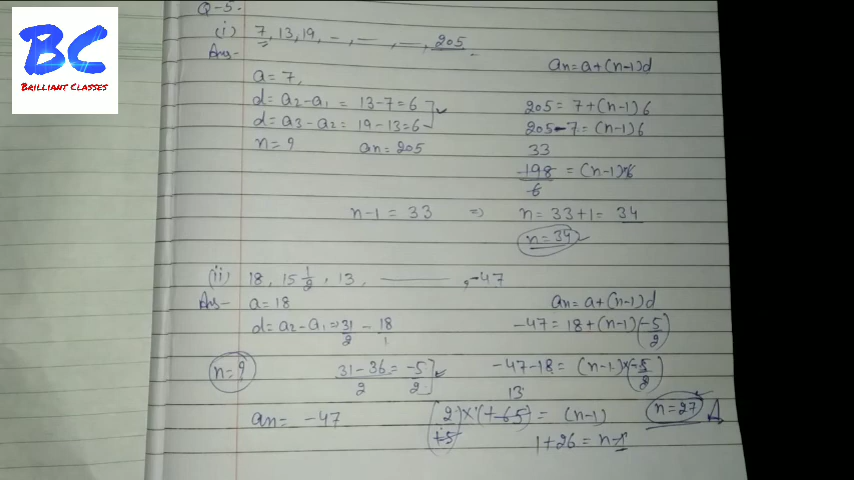 BC
BRILLIANT CLASSES
Q-5.
(i) 7, 13, 19, -, —, —, 205.
Ans-
an = a+(n-1)d
a = 7,
d = a2-a1 = 13-7=6
205 = 7+(n-1)6
d = a3-a2 = 19-13=6
205-7 = (n-1)6
n = ?
an = 205
33
198/6 = (n-1)×6
n-1 = 33 ⇒ n = 33+1 = 34
n = 34
(ii) 18, 15 1/2, 13, ———, -47
Ans- a = 18
an = a+(n-1)d
d = a2-a1 ⇒ 31/2 - 18/1
-47 = 18+(n-1)(-5/2)
n = ?
31-36/2 = -5/2
-47-18 = (n-1)×(-5/2)
13
an = -47
(2/+5)×(+65) = (n-1)
n = 27
1+26 = n-1